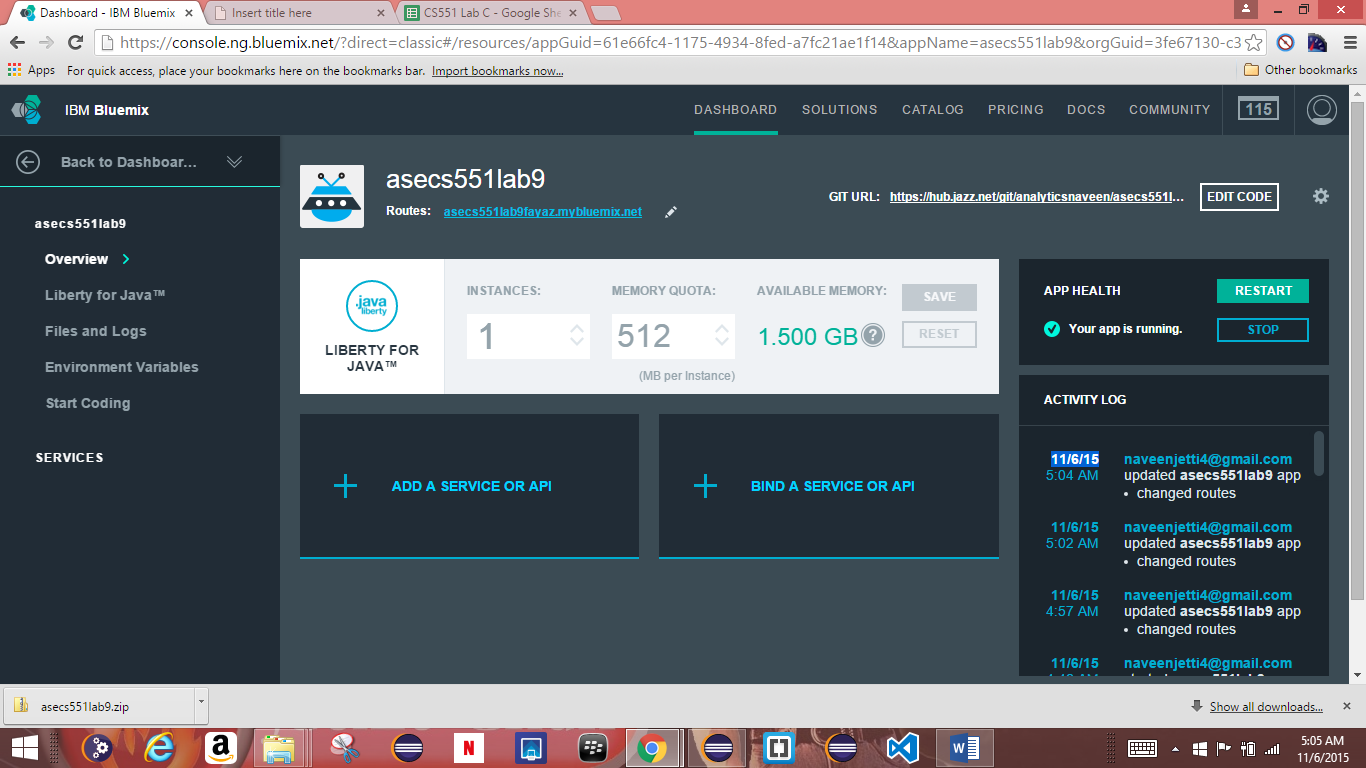 Dashboard - IBM Bluemix
Insert title here
CS551 Lab C - Google She
https://console.ng.bluemix.net/?direct=classic#/resources/appGuid=61e66fc4-1175-4934-8fed-a7fc21ae1f14&appName=asecs551lab9&orgGuid=3fe67130-c3
Apps For quick access, place your bookmarks here on the bookmarks bar. Import bookmarks now... Other bookmarks
IBM Bluemix DASHBOARD SOLUTIONS CATALOG PRICING DOCS COMMUNITY 115
Back to Dashboar...
asecs551lab9
Overview
Liberty for Java™
Files and Logs
Environment Variables
Start Coding
SERVICES
asecs551lab9
Routes: asecs551lab9fayaz.mybluemix.net
GIT URL: https://hub.jazz.net/git/analyticsnaveen/asecs551l... EDIT CODE
java
liberty
LIBERTY FOR
JAVA™
INSTANCES:
1
MEMORY QUOTA:
512
(MB per Instance)
AVAILABLE MEMORY:
1.500 GB ?
SAVE
RESET
ADD A SERVICE OR API
BIND A SERVICE OR API
APP HEALTH RESTART
Your app is running. STOP
ACTIVITY LOG
11/6/15 naveenjetti4@gmail.com
5:04 AM updated asecs551lab9 app
• changed routes
11/6/15 naveenjetti4@gmail.com
5:02 AM updated asecs551lab9 app
• changed routes
11/6/15 naveenjetti4@gmail.com
4:57 AM updated asecs551lab9 app
• changed routes
11/6/15 naveenjetti4@gmail.com
asecs551lab9.zip
Show all downloads...
5:05 AM
11/6/2015